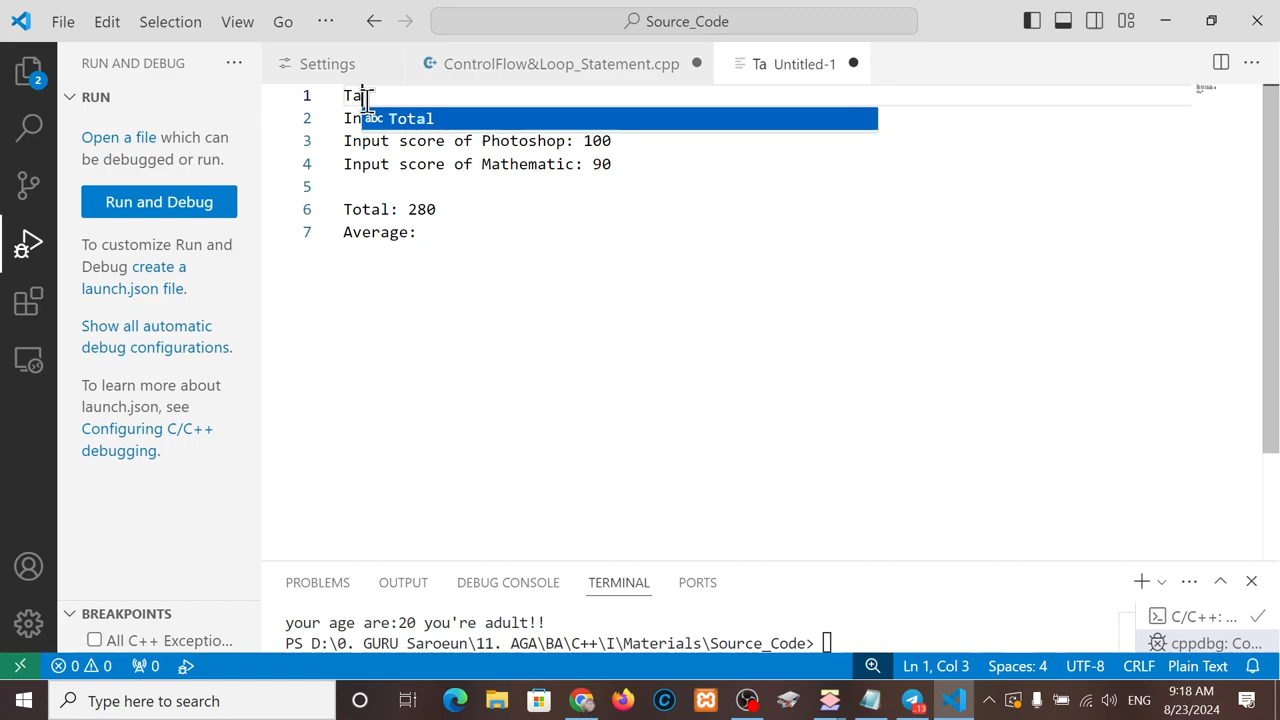 File Edit Selection View Go ··· Source_Code
RUN AND DEBUG ···
Settings
ControlFlow&Loop_Statement.cpp
Ta Untitled-1
···
2
RUN
Open a file which can
be debugged or run.
Run and Debug
To customize Run and
Debug create a
launch.json file.
Show all automatic
debug configurations.
To learn more about
launch.json, see
Configuring C/C++
debugging.
BREAKPOINTS
All C++ Exceptio...
1 Ta
abc Total
2 In
3 Input score of Photoshop: 100
4 Input score of Mathematic: 90
5
6 Total: 280
7 Average:
PROBLEMS OUTPUT DEBUG CONSOLE TERMINAL PORTS
your age are:20 you're adult!!
PS D:\0. GURU Saroeun\11. AGA\BA\C++\I\Materials\Source_Code>
C/C++: ...
cppdbg: Co...
0 0 0 Ln 1, Col 3 Spaces: 4 UTF-8 CRLF Plain Text
Type here to search
13
ENG
9:18 AM
8/23/2024